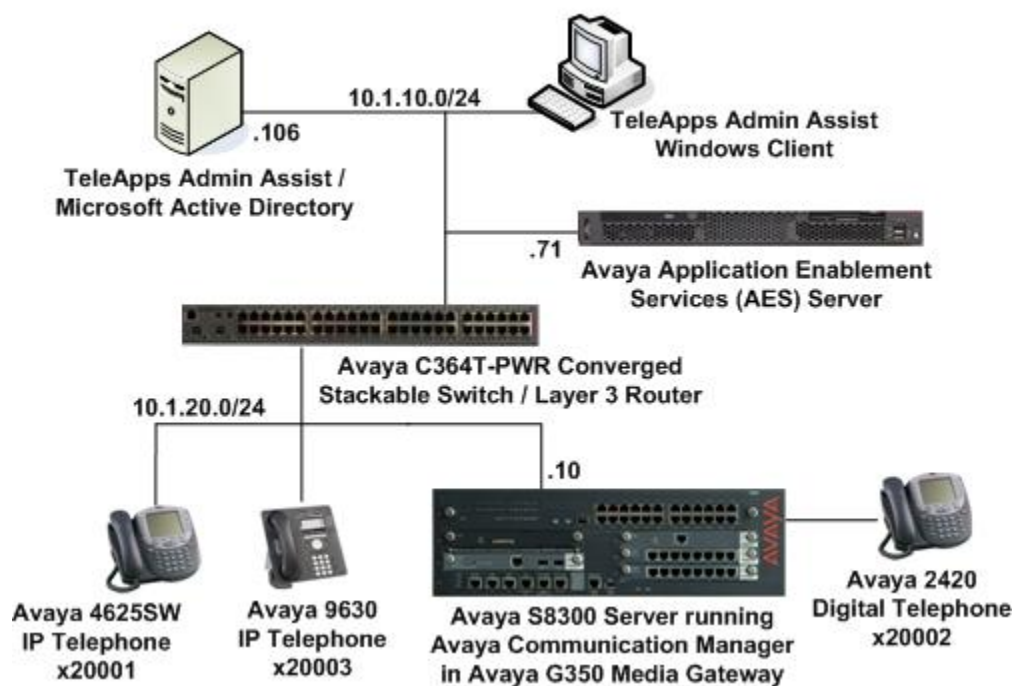 10.1.10.0/24
.106
TeleApps Admin Assist
Windows Client
TeleApps Admin Assist /
Microsoft Active Directory
.71
Avaya Application Enablement
Services (AES) Server
Avaya C364T-PWR Converged
Stackable Switch / Layer 3 Router
10.1.20.0/24
.10
AVAYA
Avaya 4625SW
IP Telephone
x20001
Avaya 9630
IP Telephone
x20003
Avaya S8300 Server running
Avaya Communication Manager
in Avaya G350 Media Gateway
Avaya 2420
Digital Telephone
x20002